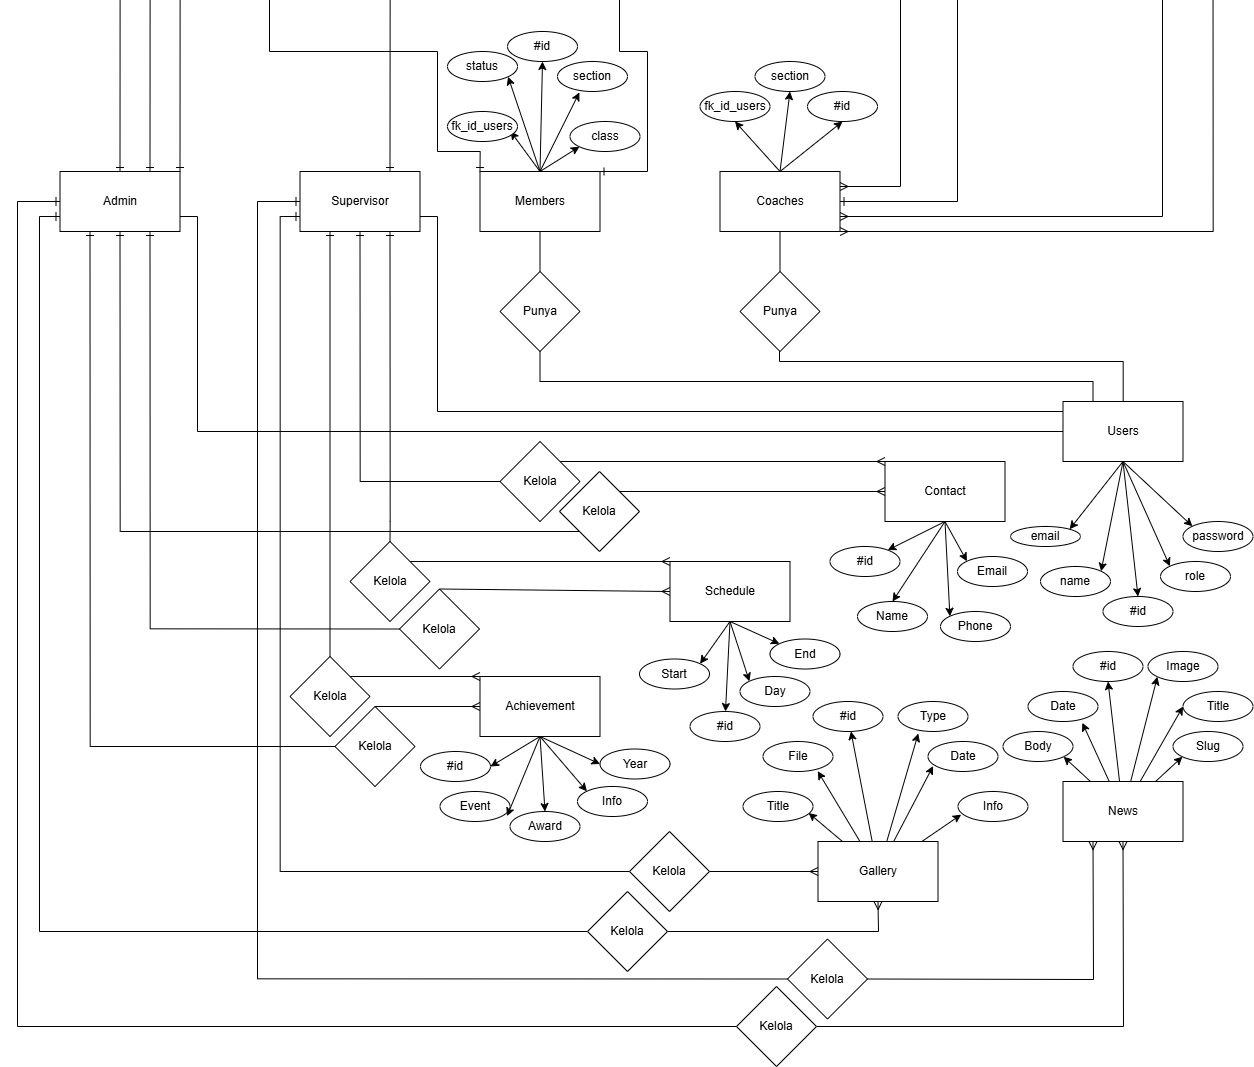 #id
status
section
fk_id_users
class
section
fk_id_users
#id
Admin
Supervisor
Members
Coaches
Punya
Punya
Users
Kelola
Contact
Kelola
email
password
name
role
#id
#id
Email
Name
Phone
Kelola
Schedule
Kelola
Start
End
Day
#id
Kelola
Achievement
Kelola
#id
Year
Event
Info
Award
#id
Type
File
Date
Title
Info
#id
Image
Date
Title
Body
Slug
News
Kelola
Gallery
Kelola
Kelola
Kelola